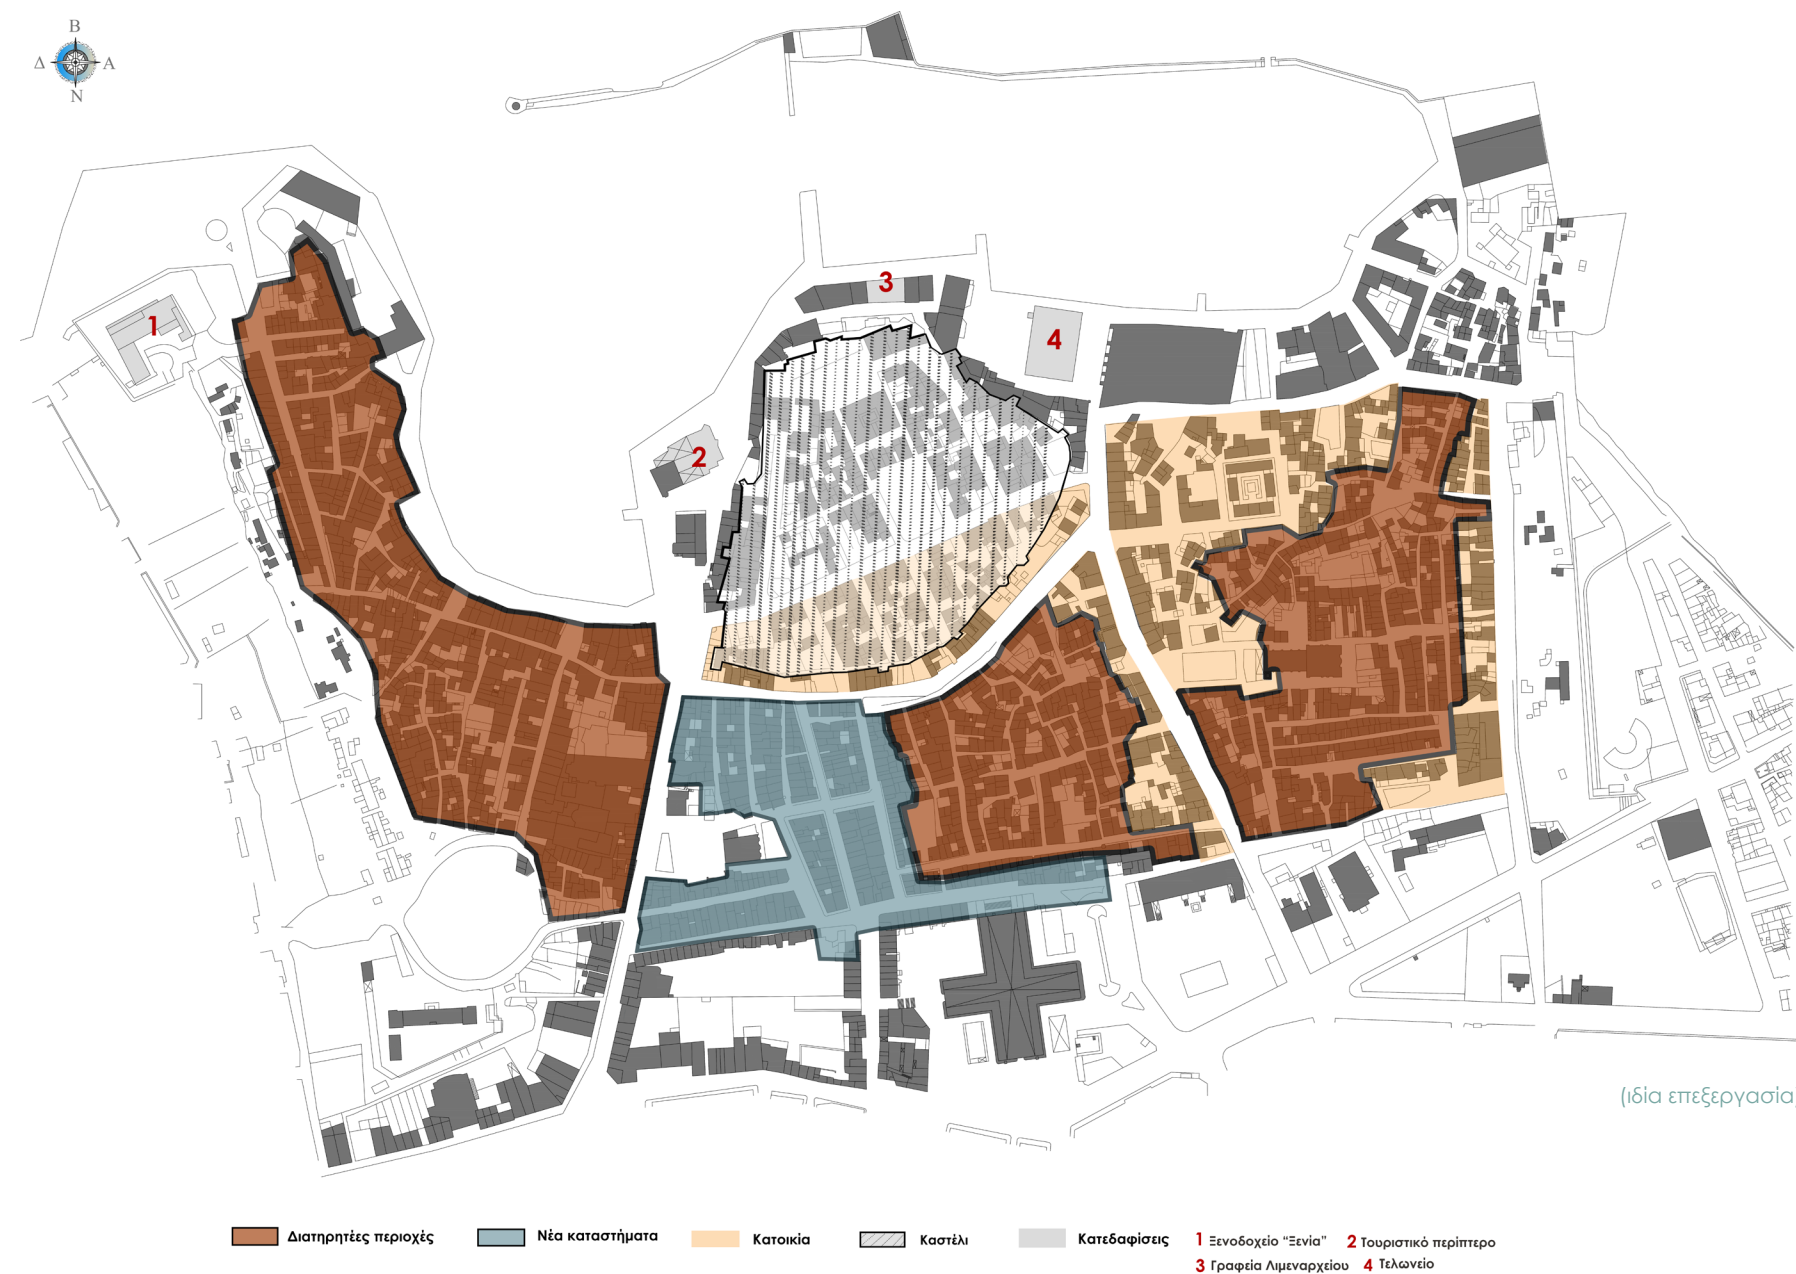 Β
Δ Α
Ν
1
2
3
4
(ιδία επεξεργασία)
Διατηρητέες περιοχές
Νέα καταστήματα
Κατοικία
Καστέλι
Κατεδαφίσεις
1 Ξενοδοχείο “Ξενία” 2 Τουριστικό περίπτερο
3 Γραφεία Λιμεναρχείου 4 Τελωνείο